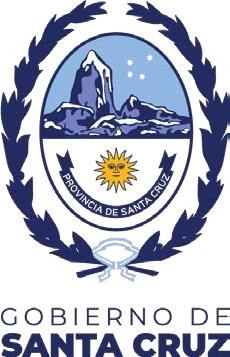 PROVINCIA DE SANTA CRUZ
GOBIERNO DE
SANTA CRUZ